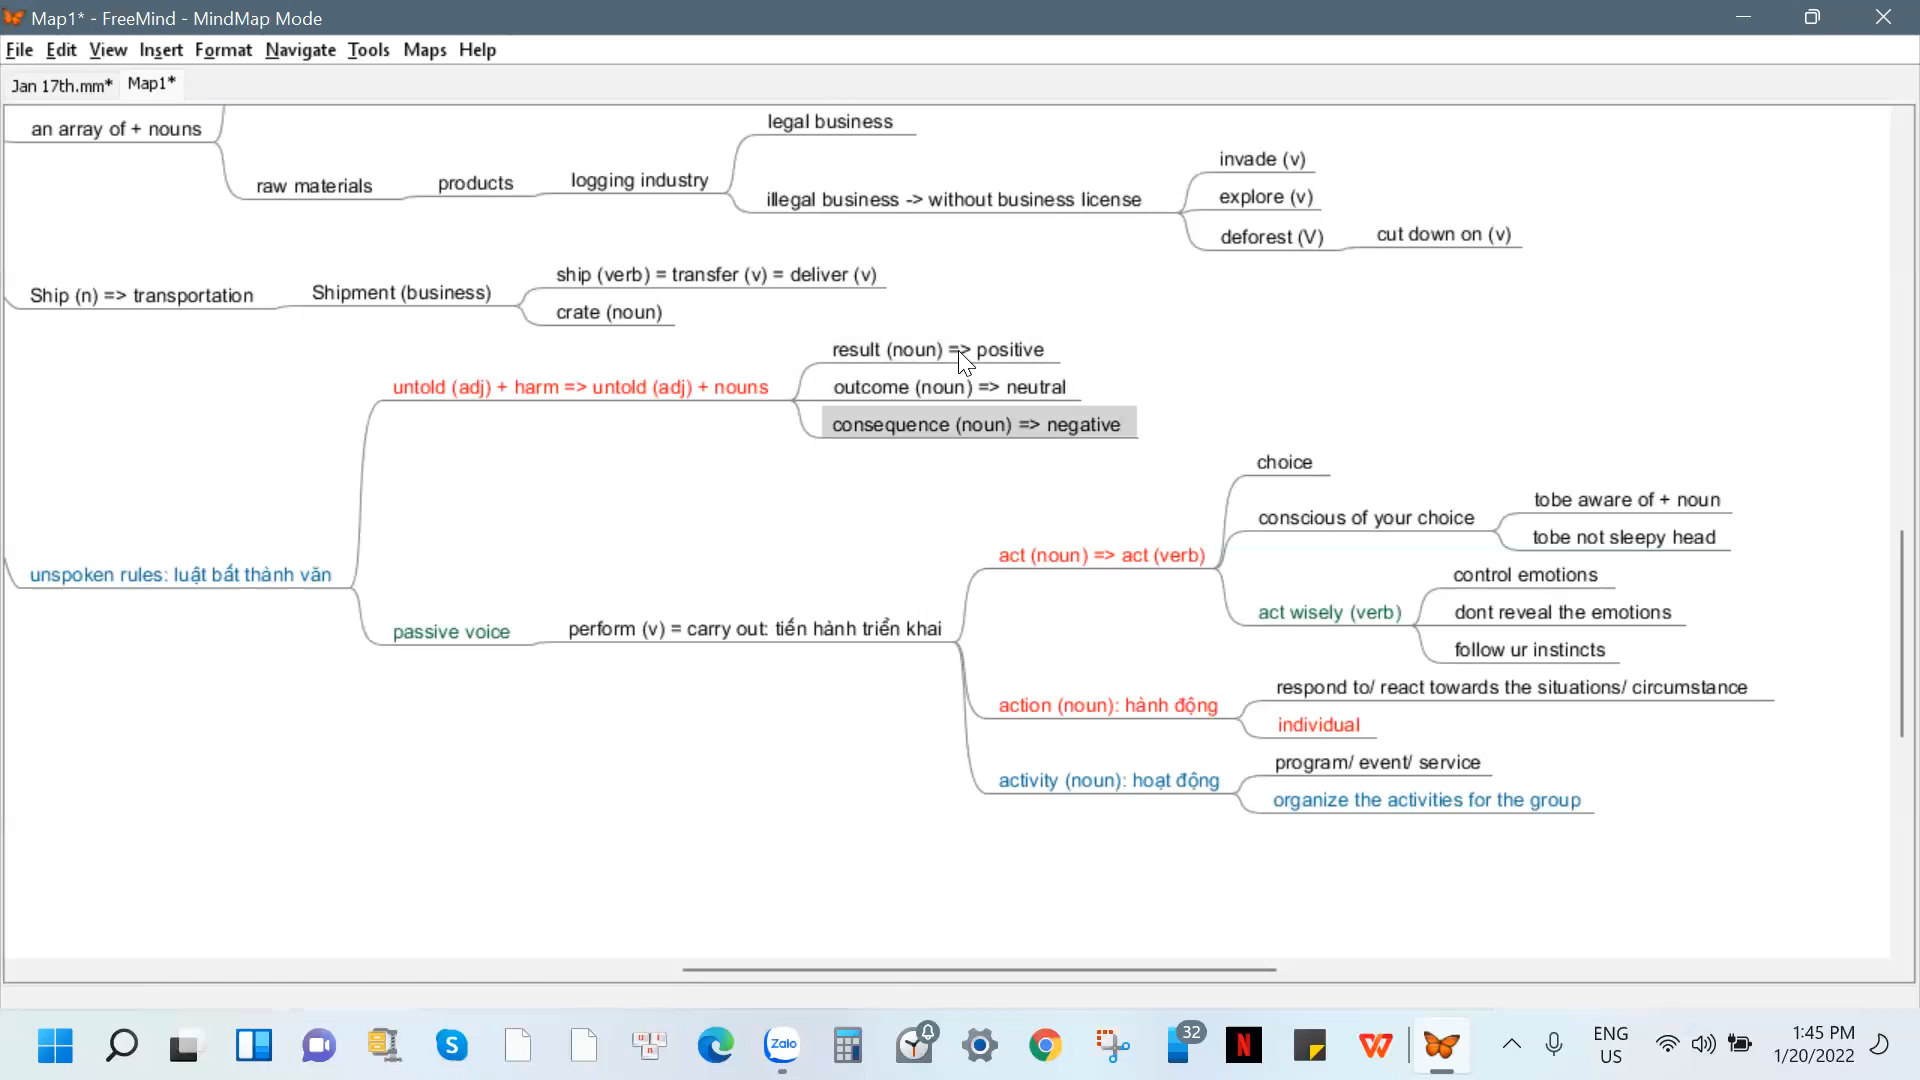 Map1* - FreeMind - MindMap Mode
File Edit View Insert Format Navigate Tools Maps Help
Jan 17th.mm* Map1*
an array of + nouns
raw materials
products
logging industry
legal business
illegal business -> without business license
invade (v)
explore (v)
deforest (V)
cut down on (v)
Ship (n) => transportation
Shipment (business)
ship (verb) = transfer (v) = deliver (v)
crate (noun)
unspoken rules: luật bất thành văn
untold (adj) + harm => untold (adj) + nouns
result (noun) => positive
outcome (noun) => neutral
consequence (noun) => negative
passive voice
perform (v) = carry out: tiến hành triển khai
act (noun) => act (verb)
choice
conscious of your choice
tobe aware of + noun
tobe not sleepy head
act wisely (verb)
control emotions
dont reveal the emotions
follow ur instincts
action (noun): hành động
respond to/ react towards the situations/ circumstance
individual
activity (noun): hoạt động
program/ event/ service
organize the activities for the group
Zalo
32
N
ENG
US
1:45 PM
1/20/2022